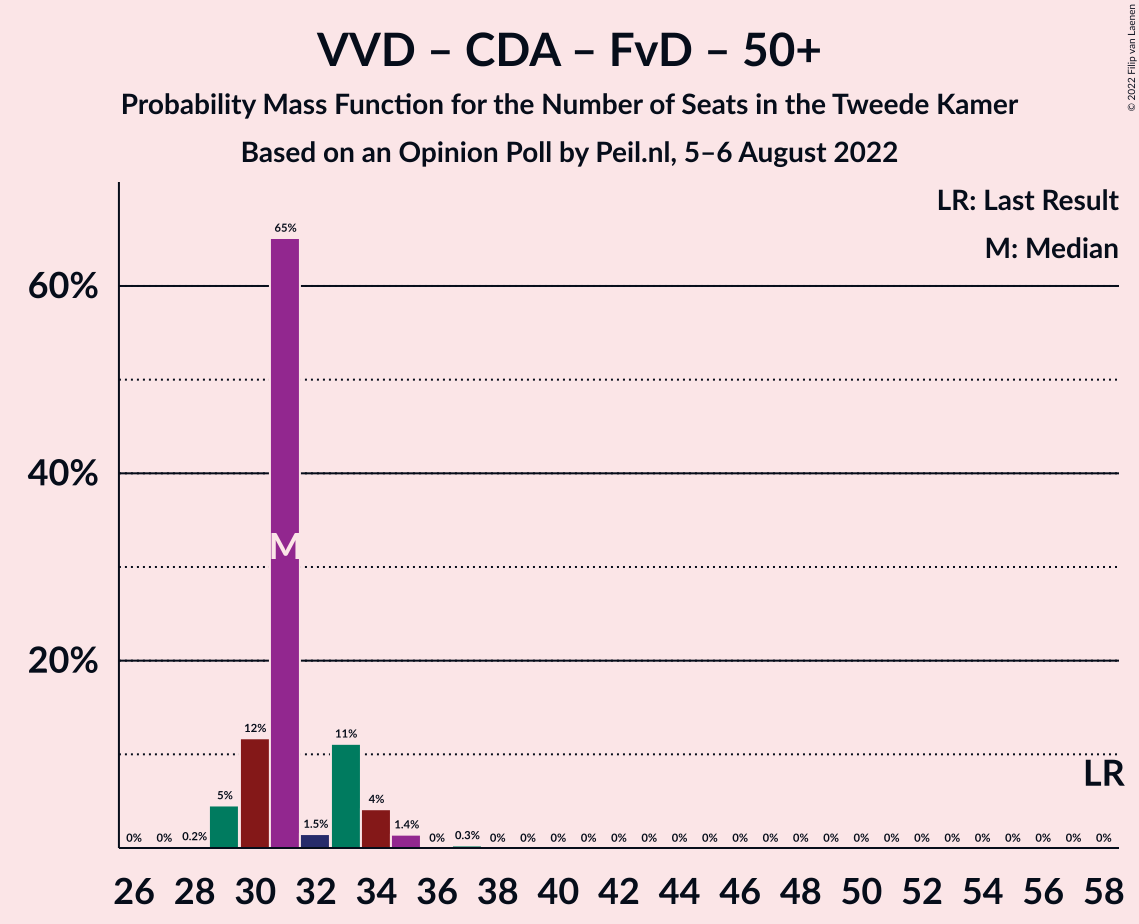 VVD – CDA – FvD – 50+
Probability Mass Function for the Number of Seats in the Tweede Kamer
Based on an Opinion Poll by Peil.nl, 5–6 August 2022
© 2022 Filip van Laenen
LR: Last Result
M: Median
65%
60%
40%
M
20%
12%
11%
LR
5%
4%
0% 0% 0.2% 1.5% 1.4% 0% 0.3% 0% 0% 0% 0% 0% 0% 0% 0% 0% 0% 0% 0% 0% 0% 0% 0% 0% 0% 0% 0% 0%
26 28 30 32 34 36 38 40 42 44 46 48 50 52 54 56 58